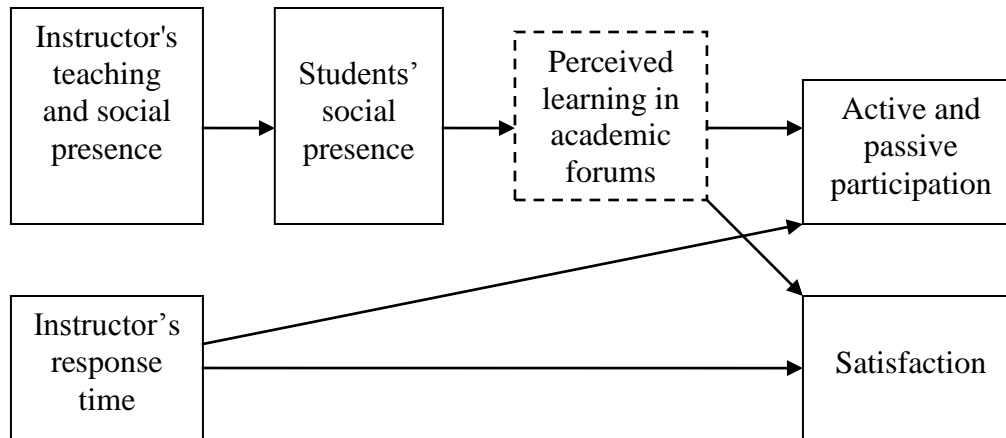 Instructor's
teaching
and social
presence
Students’
social
presence
Perceived
learning in
academic
forums
Active and
passive
participation
Instructor’s
response
time
Satisfaction